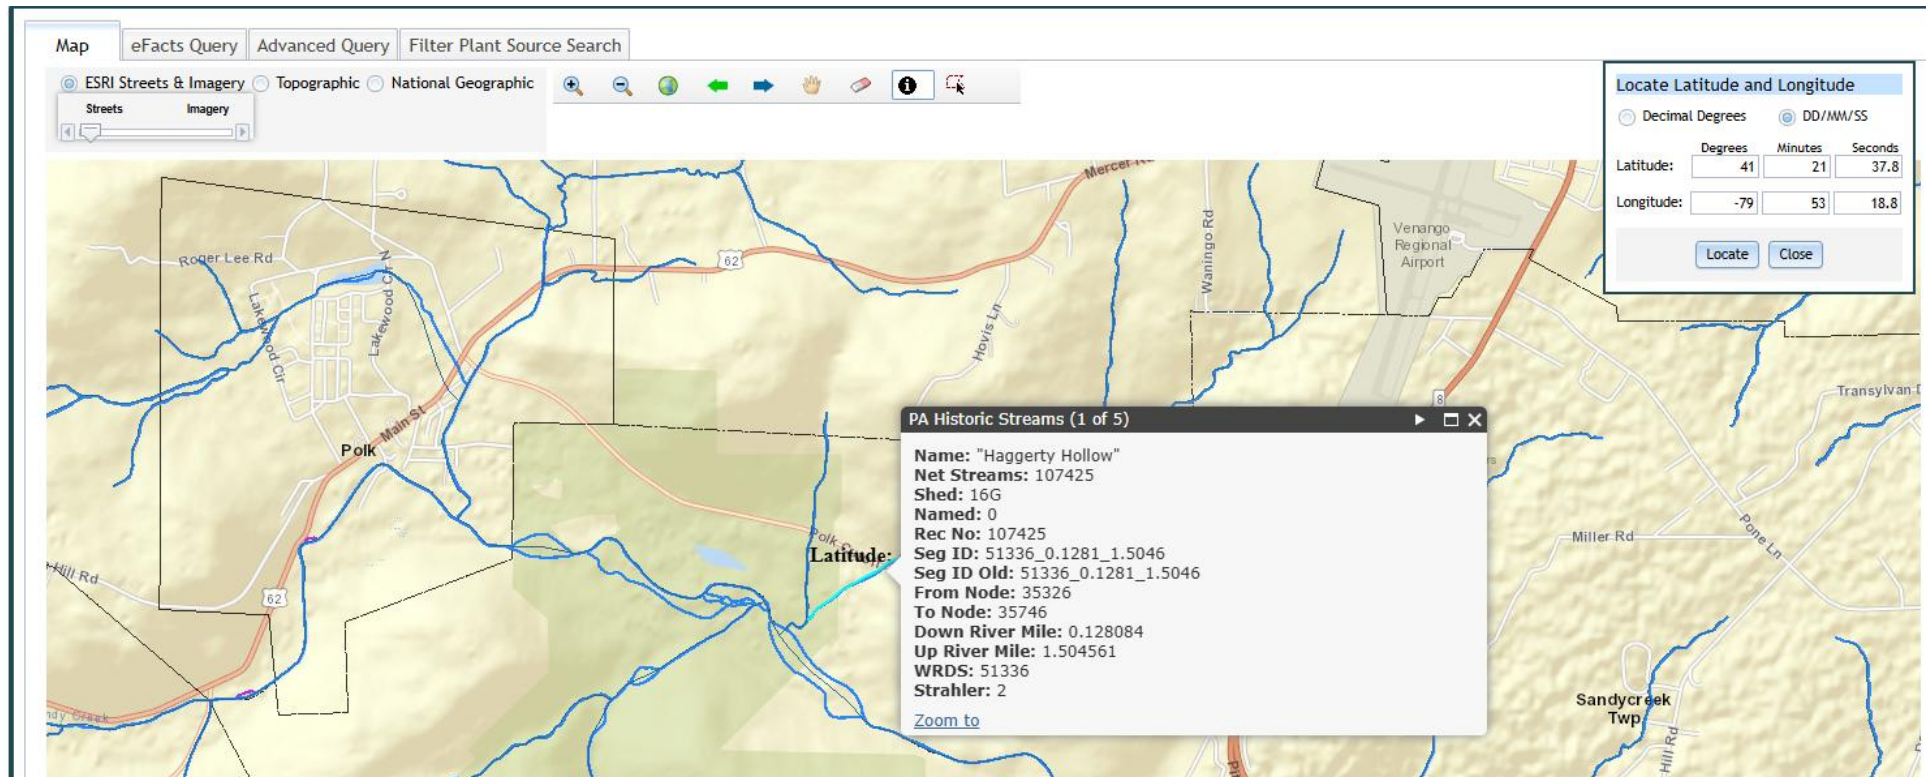 Map eFacts Query Advanced Query Filter Plant Source Search
ESRI Streets & Imagery Topographic National Geographic
Streets Imagery
Locate Latitude and Longitude
Decimal Degrees DD/MM/SS
Degrees Minutes Seconds
Latitude: 41 21 37.8
Longitude: -79 53 18.8
Locate Close
Mercer
Roger Lee Rd
Lakewood Cir N
Lakewood Cir
62
Waningo Rd
Venango
Regional
Airport
Hovis Ln
Main St
Polk
8
Transylvan
PA Historic Streams (1 of 5)
Name: "Haggerty Hollow"
Net Streams: 107425
Shed: 16G
Named: 0
Rec No: 107425
Seg ID: 51336_0.1281_1.5046
Seg ID Old: 51336_0.1281_1.5046
From Node: 35326
To Node: 35746
Down River Mile: 0.128084
Up River Mile: 1.504561
WRDS: 51336
Strahler: 2
Zoom to
Latitude:
Polk
Hill Rd
62
Miller Rd
Pone Ln
Sandycreek
Twp
Hill Rd
Creek